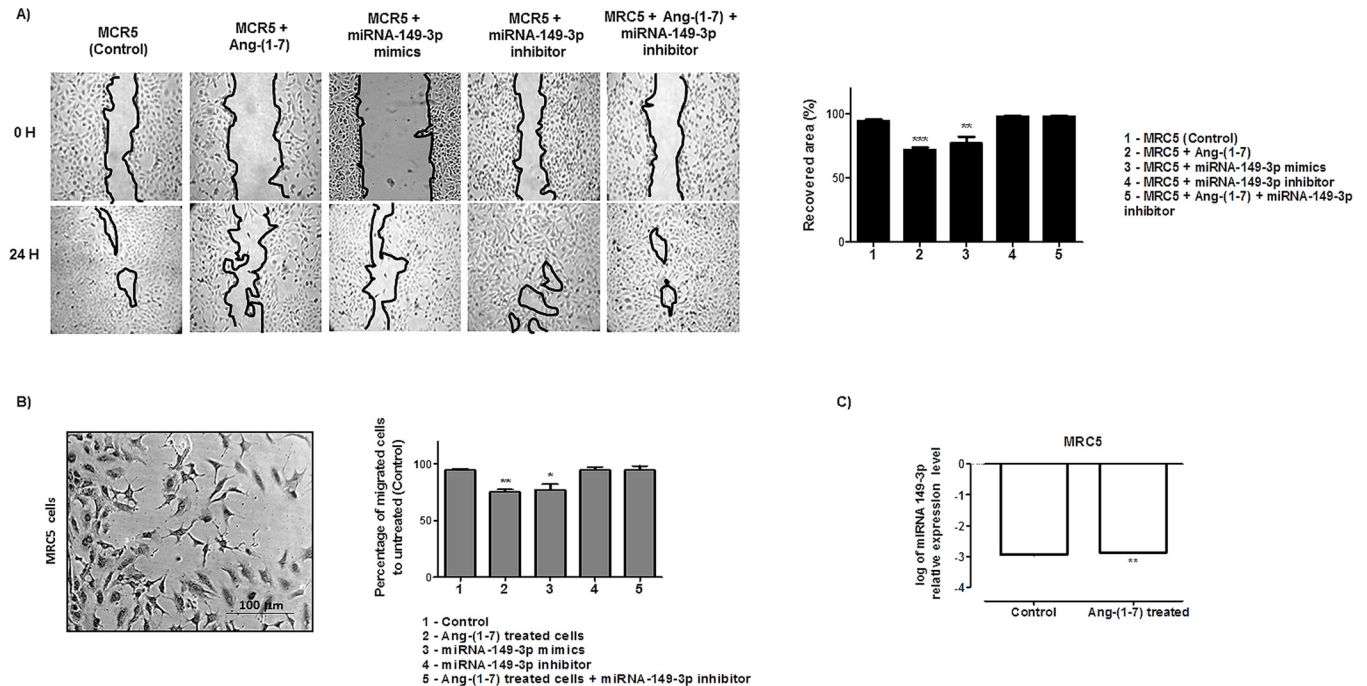 A)
MCR5
(Control)
MCR5 +
Ang-(1-7)
MCR5 +
miRNA-149-3p
mimics
MCR5 +
miRNA-149-3p
inhibitor
MRC5 + Ang-(1-7) +
miRNA-149-3p
inhibitor
0 H
24 H
Recovered area (%)
100
50
0
***
**
1 2 3 4 5
1 - MRC5 (Control)
2 - MRC5 + Ang-(1-7)
3 - MRC5 + miRNA-149-3p mimics
4 - MRC5 + miRNA-149-3p inhibitor
5 - MRC5 + Ang-(1-7) + miRNA-149-3p
inhibitor
B)
MRC5 cells
100 µm
Percentage of migrated cells
to untreated (Control)
100
50
0
**
*
1 2 3 4 5
1 - Control
2 - Ang-(1-7) treated cells
3 - miRNA-149-3p mimics
4 - miRNA-149-3p inhibitor
5 - Ang-(1-7) treated cells + miRNA-149-3p inhibitor
C)
MRC5
log of miRNA 149-3p
relative expression level
0
-1
-2
-3
-4
**
Control
Ang-(1-7) treated